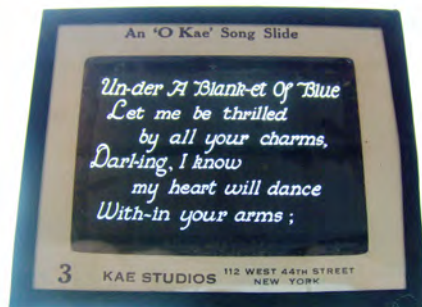 An 'O Kae' Song Slide
Un-der A Blank-et Of Blue
Let me be thrilled
by all your charms,
Darl-ing, I know
my heart will dance
With-in your arms ;
3 KAE STUDIOS 112 WEST 44TH STREET
NEW YORK